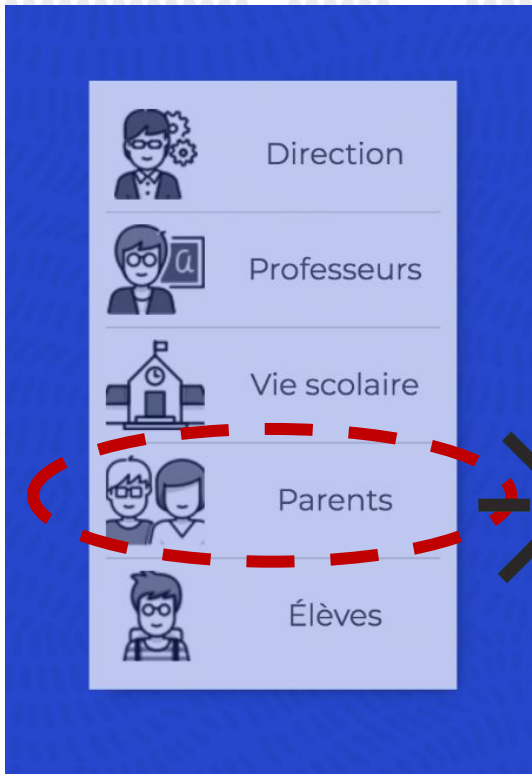 Direction
a
Professeurs
Vie scolaire
Parents
Élèves